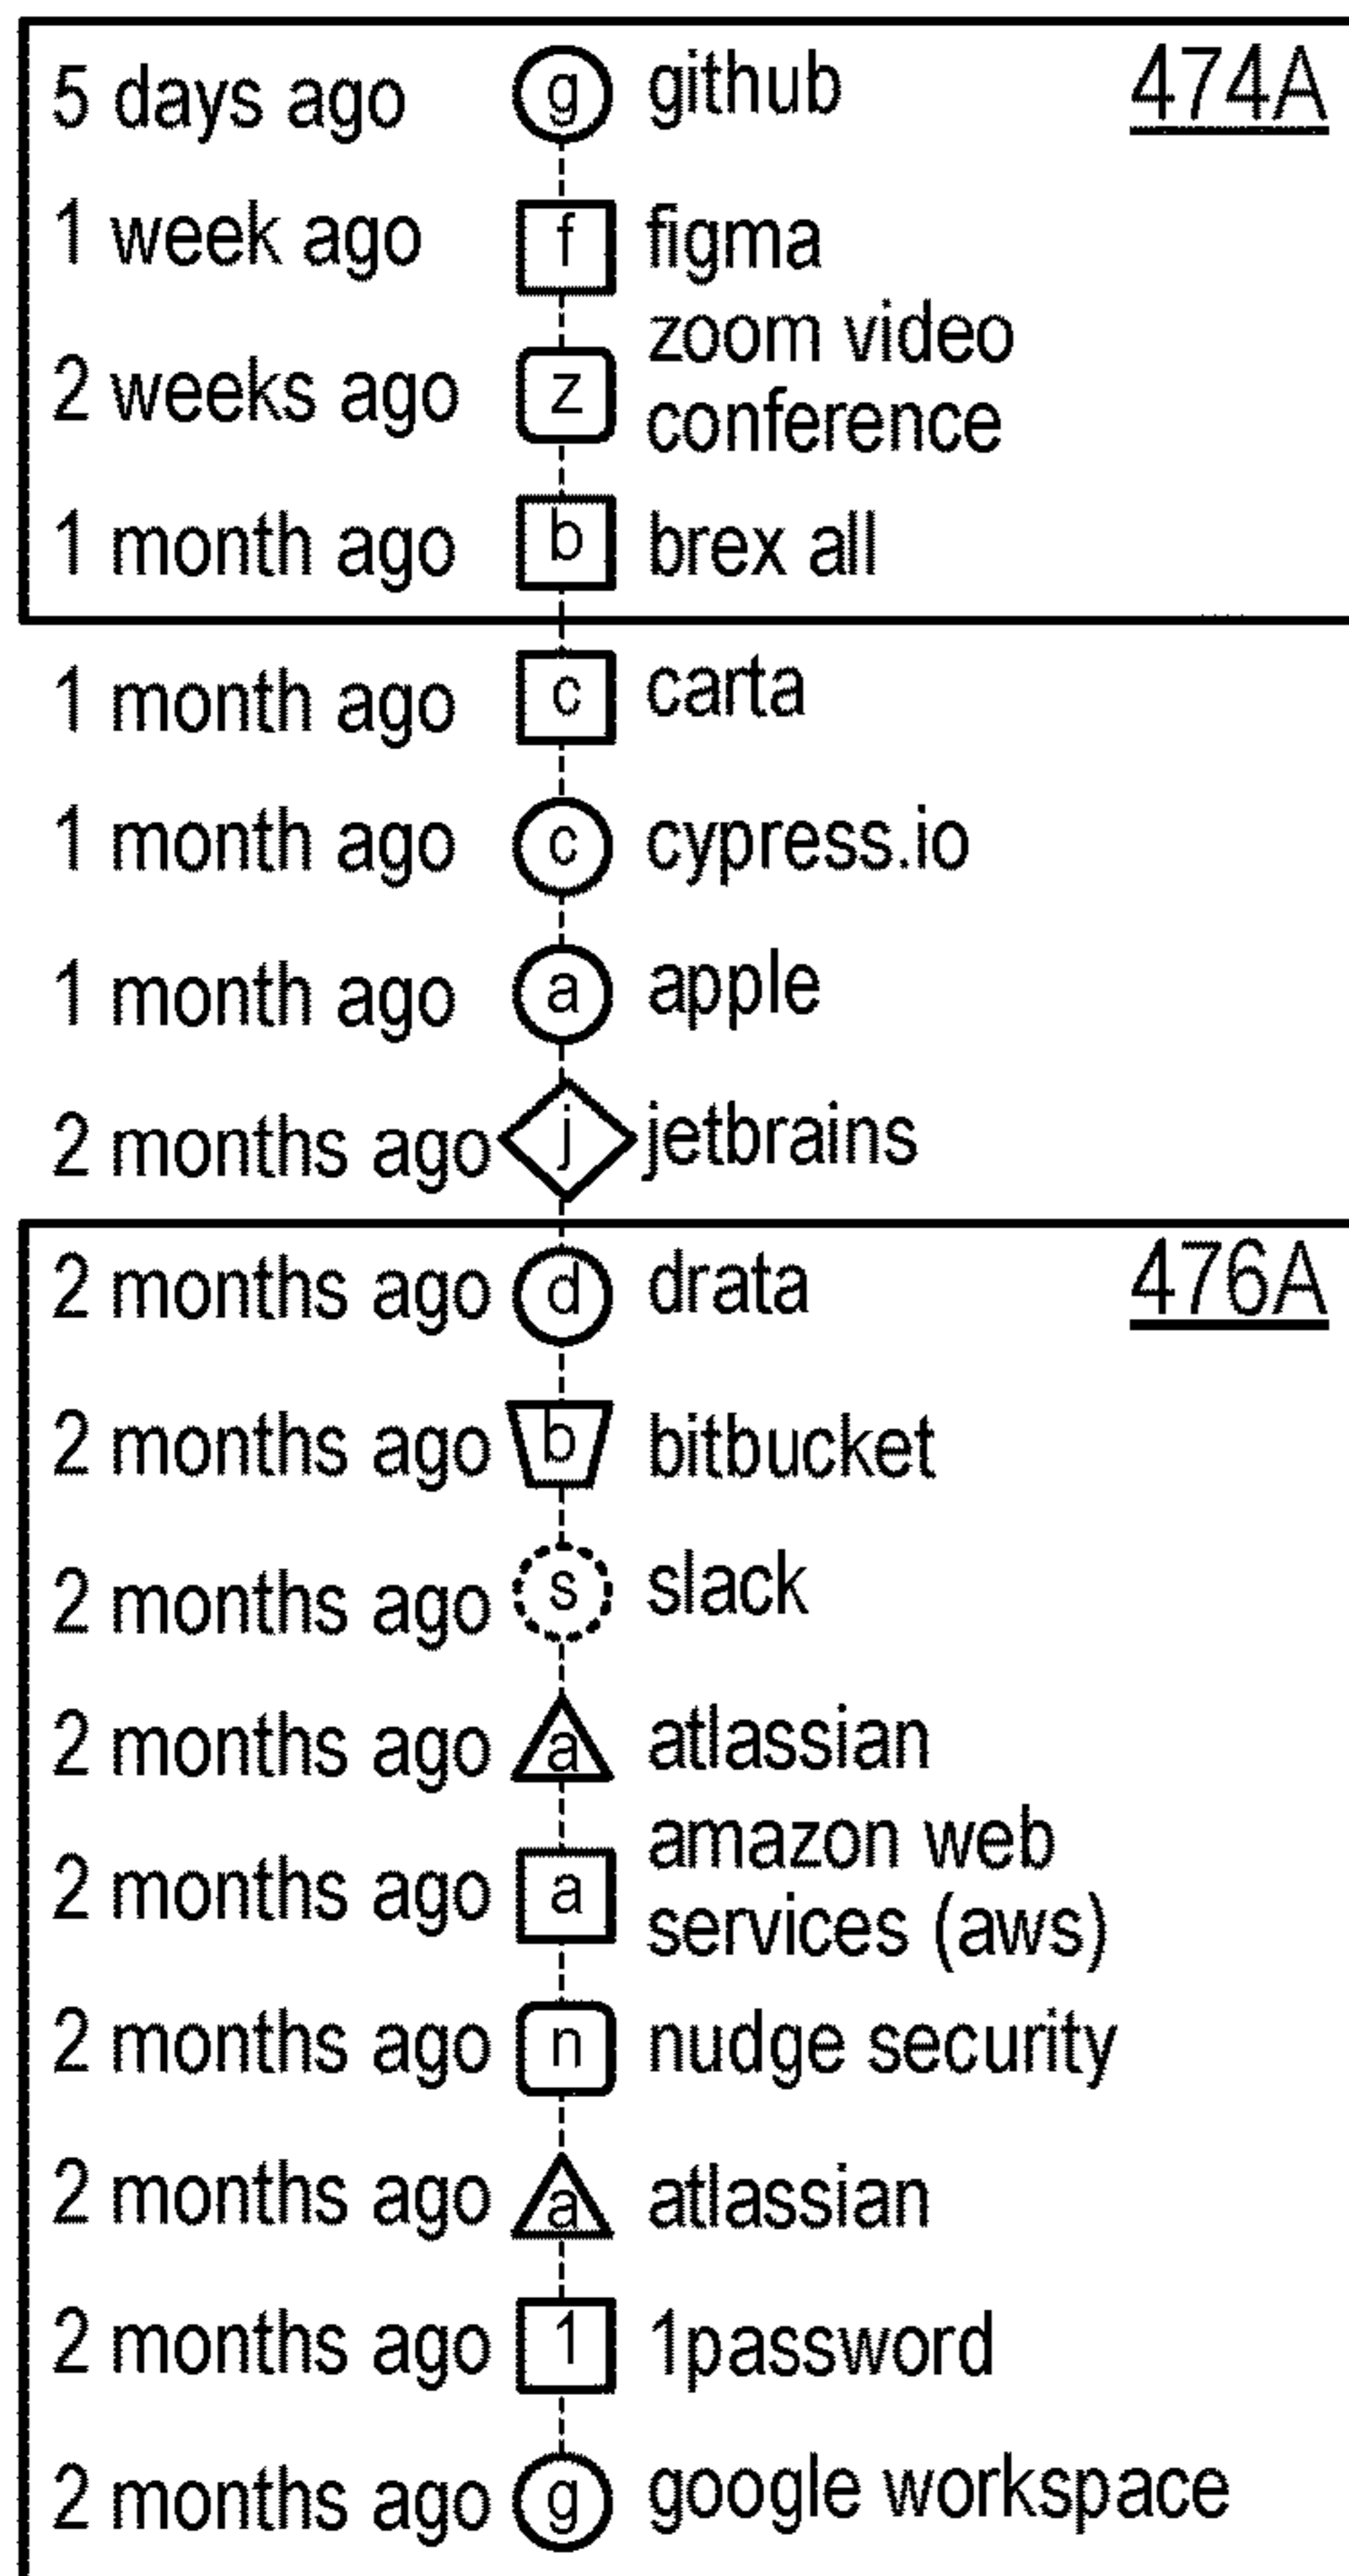 5 days ago g github 474A
1 week ago f figma
2 weeks ago z zoom video
conference
1 month ago b brex all
1 month ago c carta
1 month ago c cypress.io
1 month ago a apple
2 months ago j jetbrains
2 months ago d drata 476A
2 months ago b bitbucket
2 months ago s slack
2 months ago a atlassian
2 months ago a amazon web
services (aws)
2 months ago n nudge security
2 months ago a atlassian
2 months ago 1 1password
2 months ago g google workspace